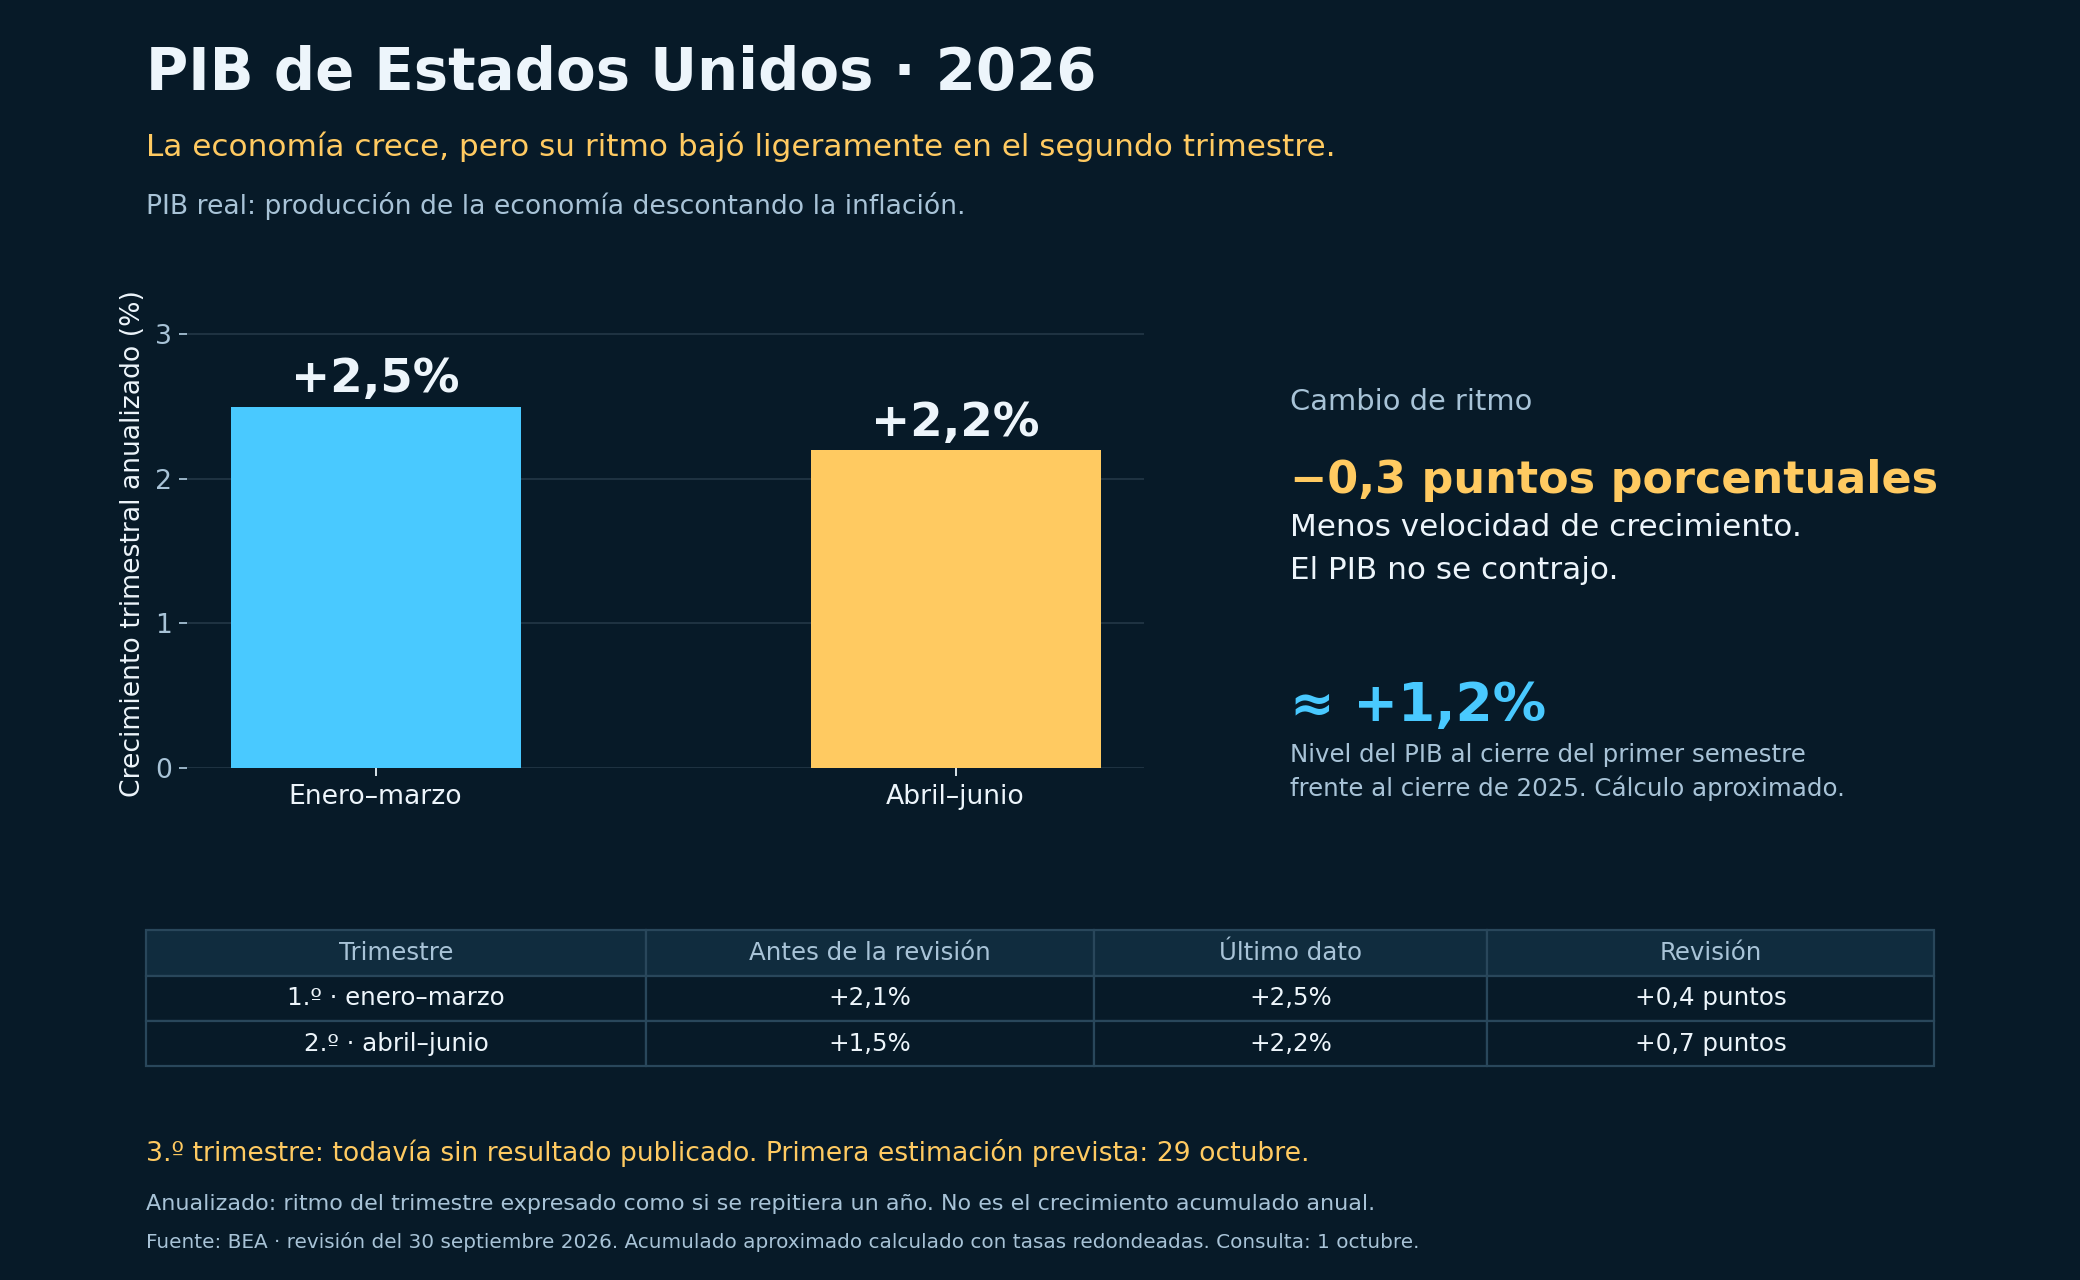 PIB de Estados Unidos · 2026
La economía crece, pero su ritmo bajó ligeramente en el segundo trimestre.
PIB real: producción de la economía descontando la inflación.
Crecimiento trimestral anualizado (%)
3
2
1
0
+2,5%
+2,2%
Enero–marzo
Abril–junio
Cambio de ritmo
−0,3 puntos porcentuales
Menos velocidad de crecimiento.
El PIB no se contrajo.
≈ +1,2%
Nivel del PIB al cierre del primer semestre
frente al cierre de 2025. Cálculo aproximado.
Trimestre Antes de la revisión Último dato Revisión
1.º · enero–marzo +2,1% +2,5% +0,4 puntos
2.º · abril–junio +1,5% +2,2% +0,7 puntos
3.º trimestre: todavía sin resultado publicado. Primera estimación prevista: 29 octubre.
Anualizado: ritmo del trimestre expresado como si se repitiera un año. No es el crecimiento acumulado anual.
Fuente: BEA · revisión del 30 septiembre 2026. Acumulado aproximado calculado con tasas redondeadas. Consulta: 1 octubre.